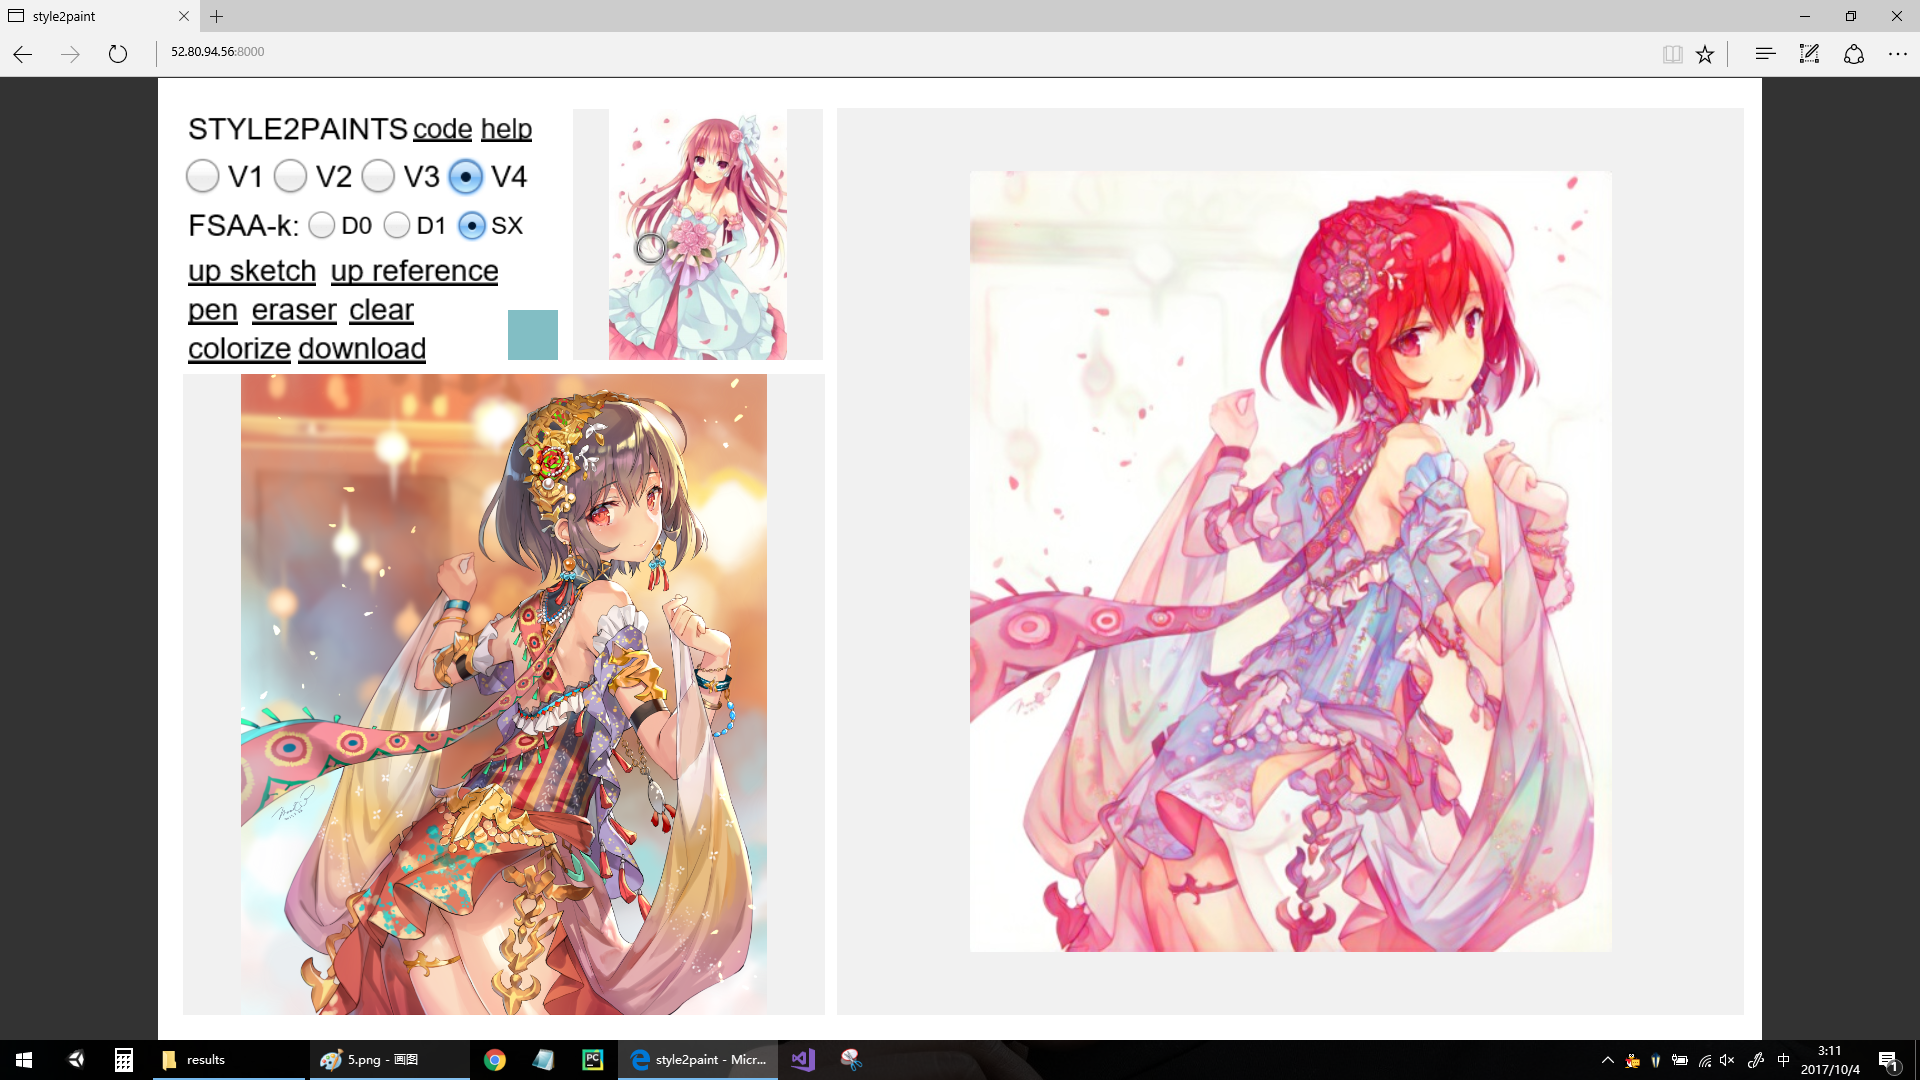 style2paint
52.80.94.56:8000
STYLE2PAINTS code help
V1 V2 V3 V4
FSAA-k: D0 D1 SX
up sketch up reference
pen eraser clear
colorize download
results
5.png - 画图
PC
style2paint - Micr...
中
3:11
2017/10/4
1